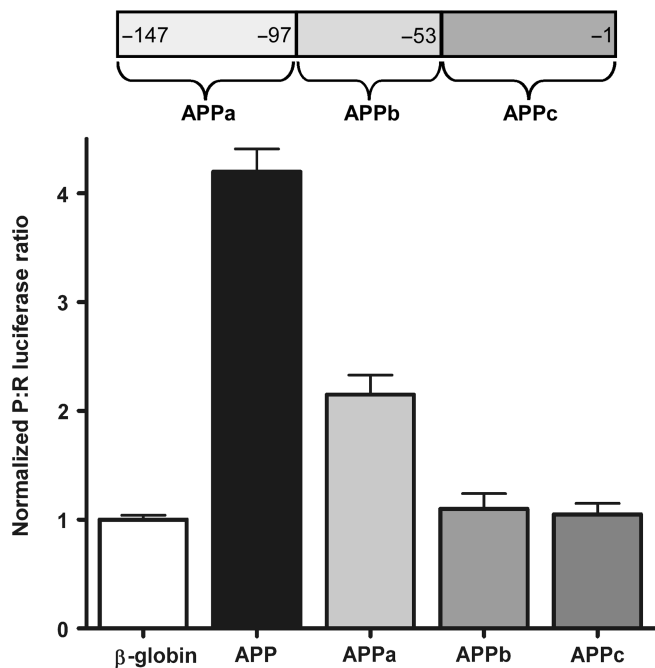 –147 –97 –53 –1
APPa APPb APPc
Normalized P:R luciferase ratio
4
3
2
1
0
β-globin APP APPa APPb APPc